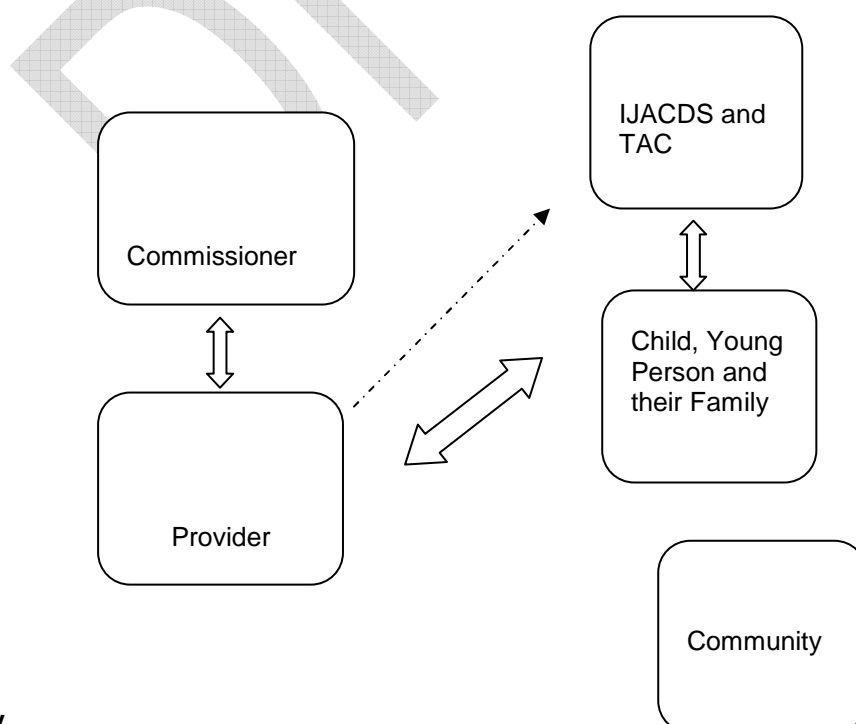 IJACDS and
TAC
Commissioner
Child, Young
Person and
their Family
Provider
Community